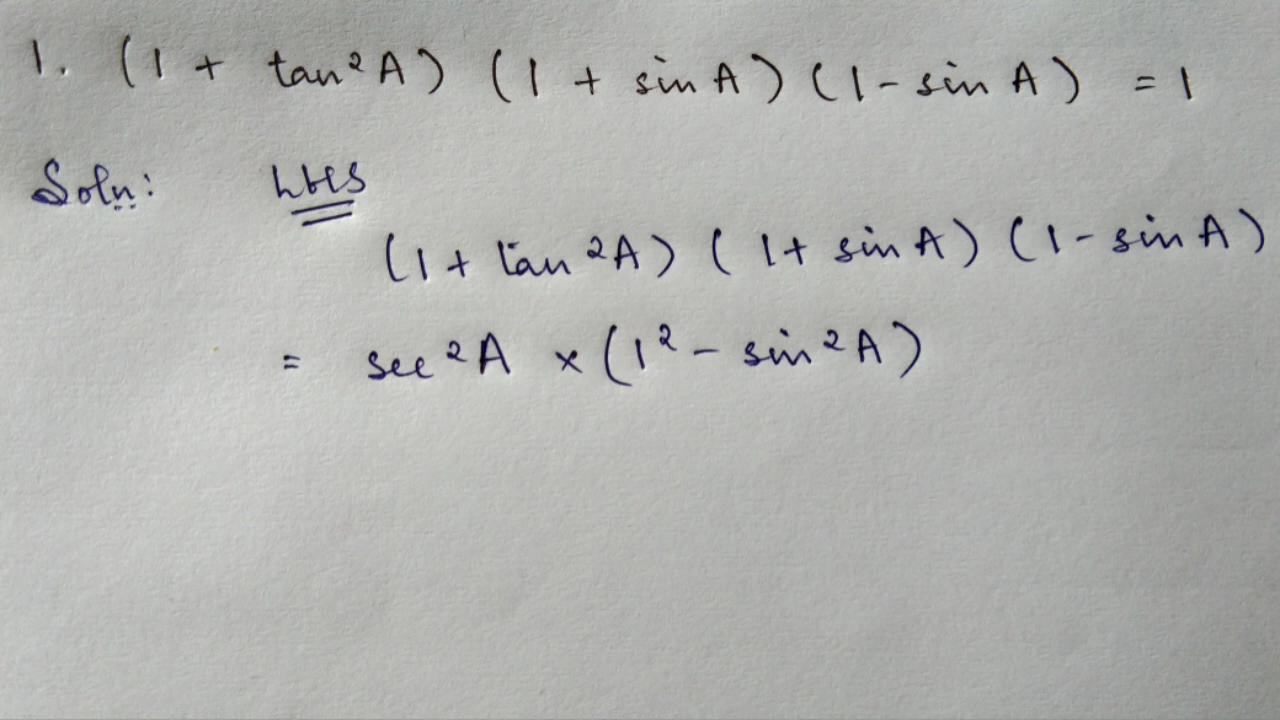 1. (1 + tan²A) (1 + sin A) (1 - sin A) = 1
Soln: LHS
(1 + tan²A) (1 + sin A) (1 - sin A)
= sec²A × (1² - sin²A)